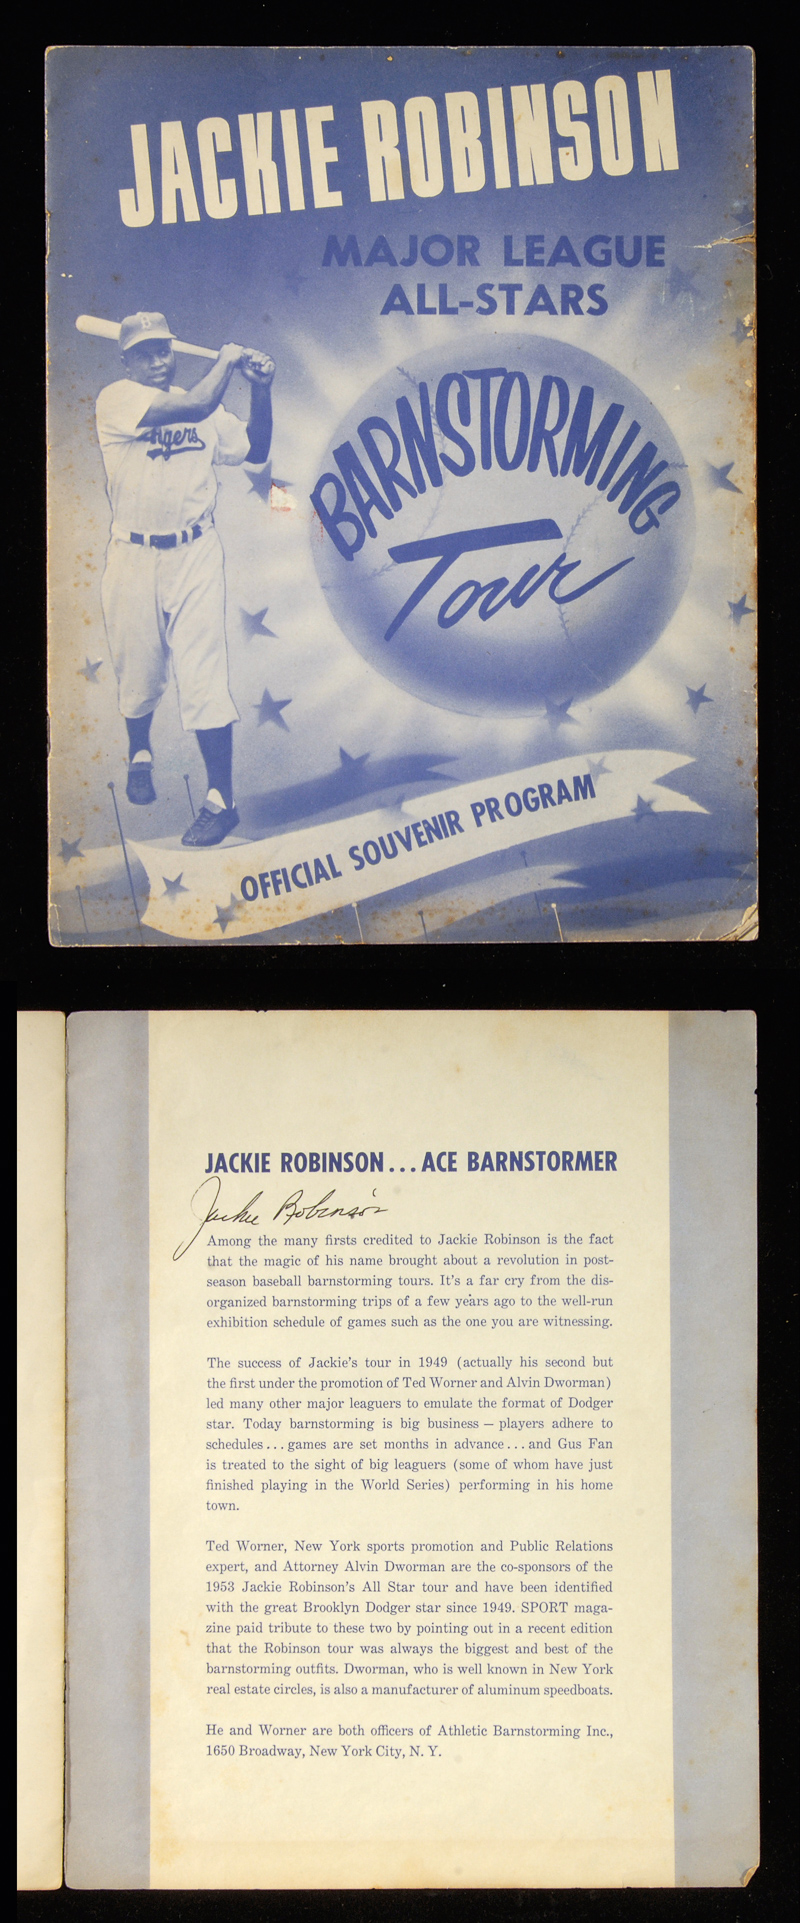 JACKIE ROBINSON
MAJOR LEAGUE
ALL-STARS
B
BARNSTORMING
Tour
OFFICIAL SOUVENIR PROGRAM
JACKIE ROBINSON...ACE BARNSTORMER
Jackie Robinson
Among the many firsts credited to Jackie Robinson is the fact
that the magic of his name brought about a revolution in post-
season baseball barnstorming tours. It's a far cry from the dis-
organized barnstorming trips of a few years ago to the well-run
exhibition schedule of games such as the one you are witnessing.
The success of Jackie's tour in 1949 (actually his second but
the first under the promotion of Ted Worner and Alvin Dworman)
led many other major leaguers to emulate the format of Dodger
star. Today barnstorming is big business — players adhere to
schedules...games are set months in advance...and Gus Fan
is treated to the sight of big leaguers (some of whom have just
finished playing in the World Series) performing in his home
town.
Ted Worner, New York sports promotion and Public Relations
expert, and Attorney Alvin Dworman are the co-sponsors of the
1953 Jackie Robinson's All Star tour and have been identified
with the great Brooklyn Dodger star since 1949. SPORT maga-
zine paid tribute to these two by pointing out in a recent edition
that the Robinson tour was always the biggest and best of the
barnstorming outfits. Dworman, who is well known in New York
real estate circles, is also a manufacturer of aluminum speedboats.
He and Worner are both officers of Athletic Barnstorming Inc.,
1650 Broadway, New York City, N. Y.